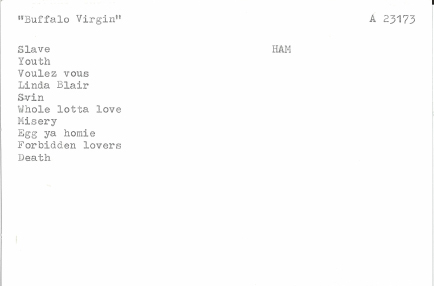 "Buffalo Virgin" A 23173
Slave HAM
Youth
Voulez vous
Linda Blair
Svin
Whole lotta love
Misery
Egg ya homie
Forbidden lovers
Death